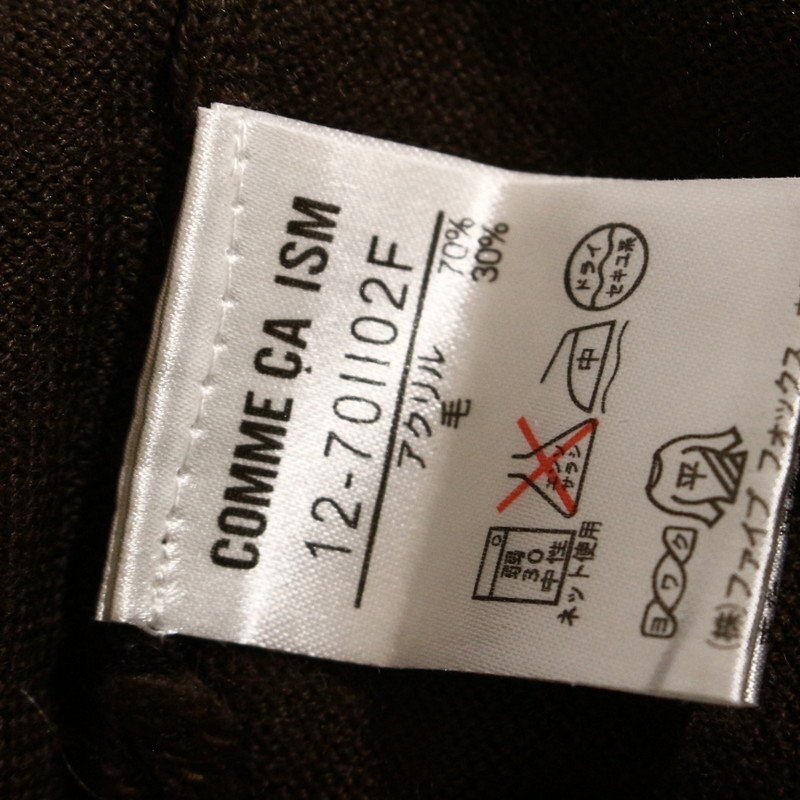 COMME ÇA ISM
12-701102F
アクリル 70%
毛 30%
弱
30
中性
ネット使用
エンソ
サラシ
中
ドライ
セキユ系
ヨワク
平
(株)ファイブ フォックス